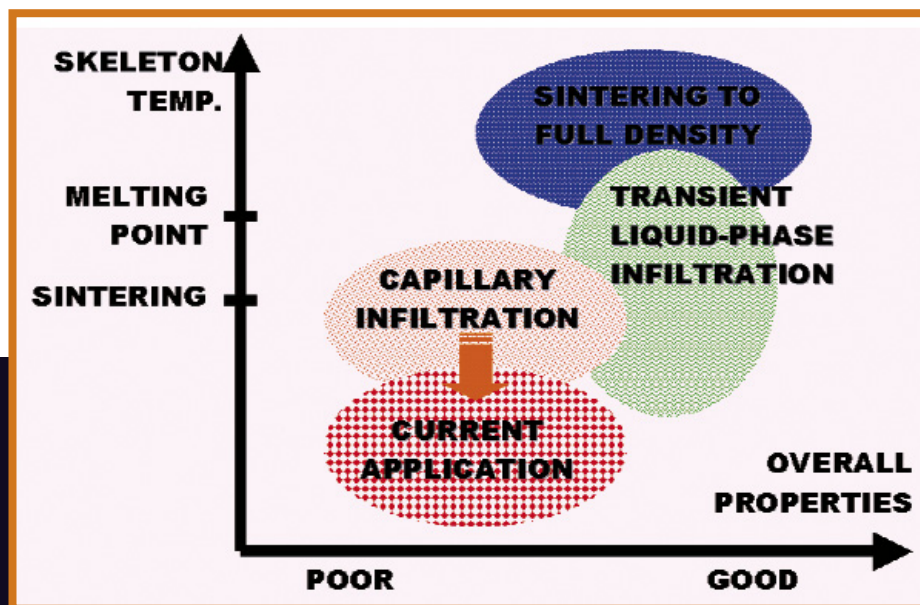 SKELETON
TEMP.
SINTERING TO
FULL DENSITY
MELTING
POINT
TRANSIENT
LIQUID-PHASE
INFILTRATION
SINTERING
CAPILLARY
INFILTRATION
CURRENT
APPLICATION
OVERALL
PROPERTIES
POOR
GOOD